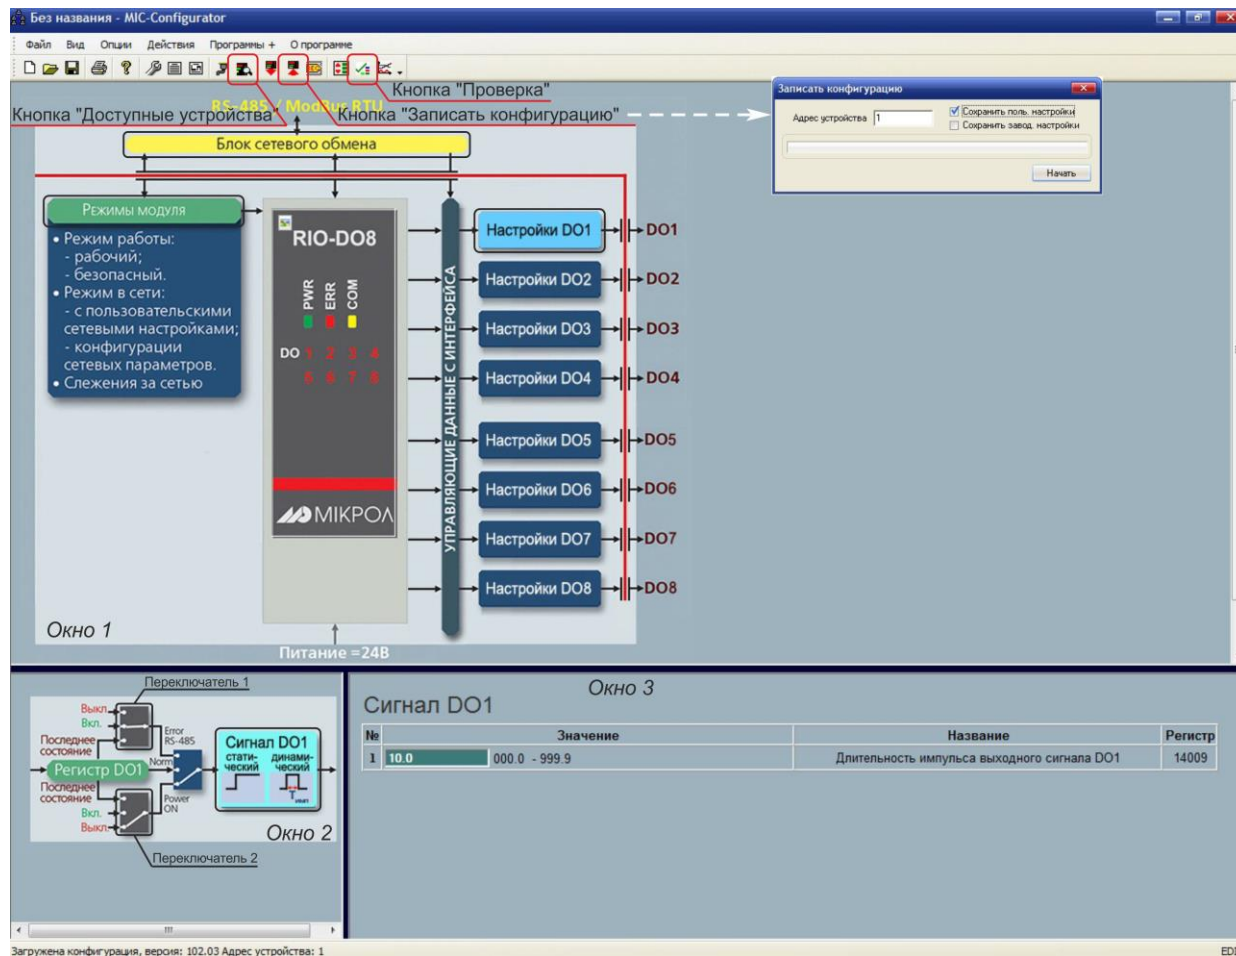 Без названия - MIC-Configurator
Файл Вид Опции Действия Программы + О программе
Кнопка "Проверка"
RS-485 / ModBus RTU
Кнопка "Доступные устройства"
Кнопка "Записать конфигурацию"
Записать конфигурацию
Адрес устройства 1
Сохранить поль. настройки
Сохранить завод. настройки
Начать
Блок сетевого обмена
Режимы модуля
• Режим работы:
- рабочий;
- безопасный.
• Режим в сети:
- с пользовательскими
сетевыми настройками;
- конфигурации
сетевых параметров.
• Слежения за сетью
RIO-DO8
PWR
ERR
COM
DO 1 2 3 4
5 6 7 8
МІКРОЛ
УПРАВЛЯЮЩИЕ ДАННЫЕ С ИНТЕРФЕЙСА
Настройки DO1 DO1
Настройки DO2 DO2
Настройки DO3 DO3
Настройки DO4 DO4
Настройки DO5 DO5
Настройки DO6 DO6
Настройки DO7 DO7
Настройки DO8 DO8
Окно 1
Питание =24В
Переключатель 1
Выкл.
Вкл.
Последнее
состояние
Error
RS-485
Регистр DO1
Norm
Последнее
состояние
Power
ON
Вкл.
Выкл.
Сигнал DO1
стати-
ческий
динами-
ческий
Tимп
Окно 2
Переключатель 2
Окно 3
Сигнал DO1
№ Значение Название Регистр
1 10.0 000.0 - 999.9 Длительность импульса выходного сигнала DO1 14009
Загружена конфигурация, версия: 102.03 Адрес устройства: 1